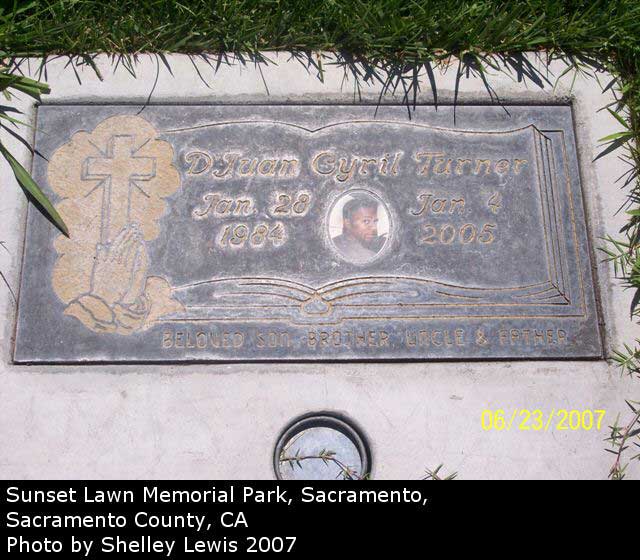 DJuan Cyril Turner
Jan. 28 Jan. 4
1984 2005
BELOVED SON, BROTHER, UNCLE & FATHER
06/23/2007
Sunset Lawn Memorial Park, Sacramento,
Sacramento County, CA
Photo by Shelley Lewis 2007